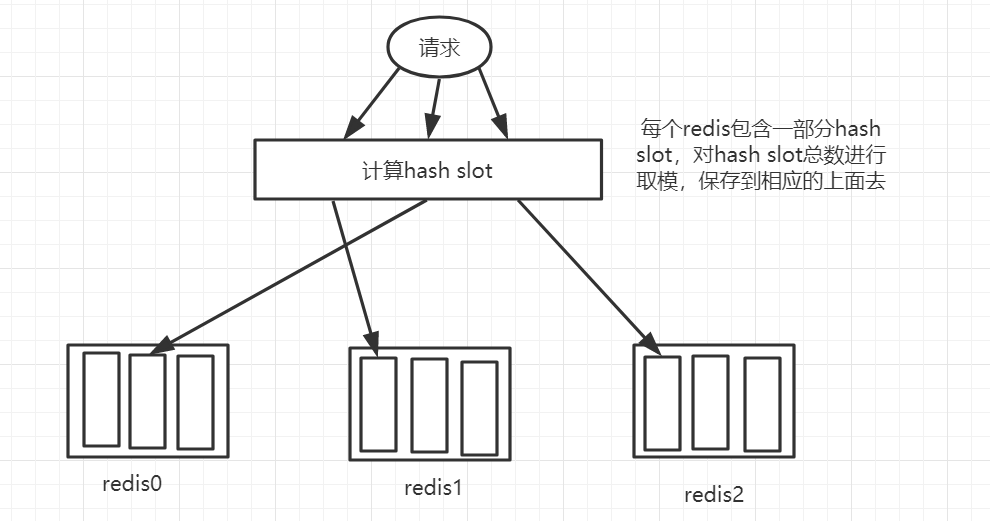 请求
计算hash slot
每个redis包含一部分hash
slot，对hash slot总数进行
取模，保存到相应的上面去
redis0
redis1
redis2